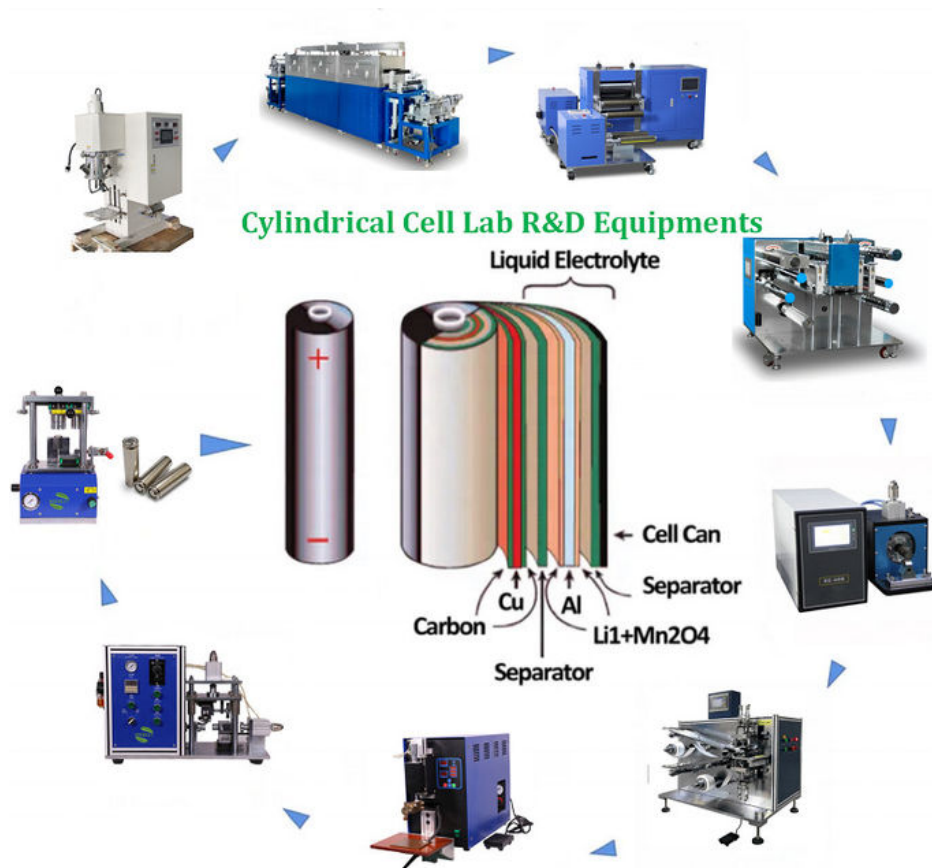 Cylindrical Cell Lab R&D Equipments
Liquid Electrolyte
+
−
Cell Can
Separator
Cu
Al
Carbon
Li1+Mn2O4
Separator